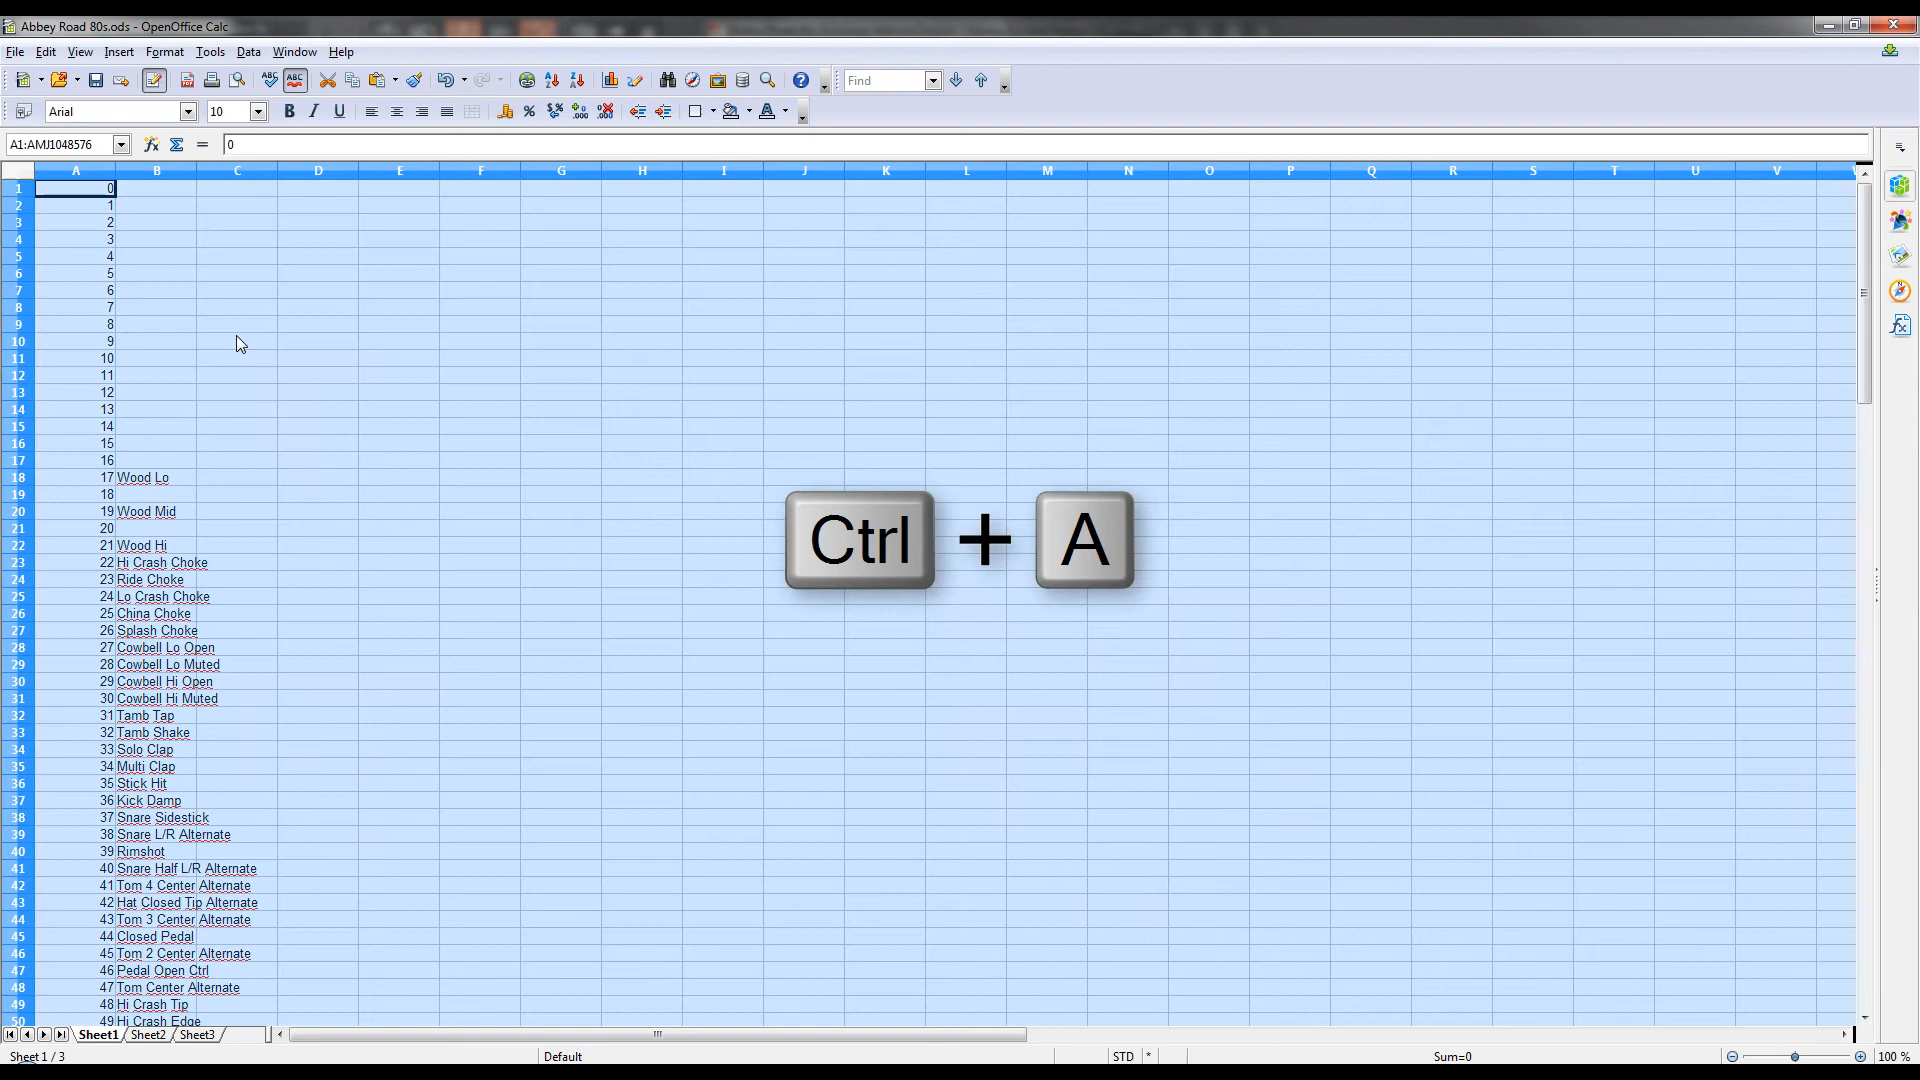 Abbey Road 80s.ods - OpenOffice Calc
File Edit View Insert Format Tools Data Window Help
Find
Arial 10
A1:AMJ1048576 0
A B C D E F G H I J K L M N O P Q R S T U V
1 0
2 1
3 2
4 3
5 4
6 5
7 6
8 7
9 8
10 9
11 10
12 11
13 12
14 13
15 14
16 15
17 16
18 17 Wood Lo
19 18
20 19 Wood Mid
21 20
22 21 Wood Hi
23 22 Hi Crash Choke
24 23 Ride Choke
25 24 Lo Crash Choke
26 25 China Choke
27 26 Splash Choke
28 27 Cowbell Lo Open
29 28 Cowbell Lo Muted
30 29 Cowbell Hi Open
31 30 Cowbell Hi Muted
32 31 Tamb Tap
33 32 Tamb Shake
34 33 Solo Clap
35 34 Multi Clap
36 35 Stick Hit
37 36 Kick Damp
38 37 Snare Sidestick
39 38 Snare L/R Alternate
40 39 Rimshot
41 40 Snare Half L/R Alternate
42 41 Tom 4 Center Alternate
43 42 Hat Closed Tip Alternate
44 43 Tom 3 Center Alternate
45 44 Closed Pedal
46 45 Tom 2 Center Alternate
47 46 Pedal Open Ctrl
48 47 Tom Center Alternate
49 48 Hi Crash Tip
50 49 Hi Crash Edge
Ctrl + A
Sheet1 Sheet2 Sheet3
Sheet 1 / 3 Default STD * Sum=0 100 %